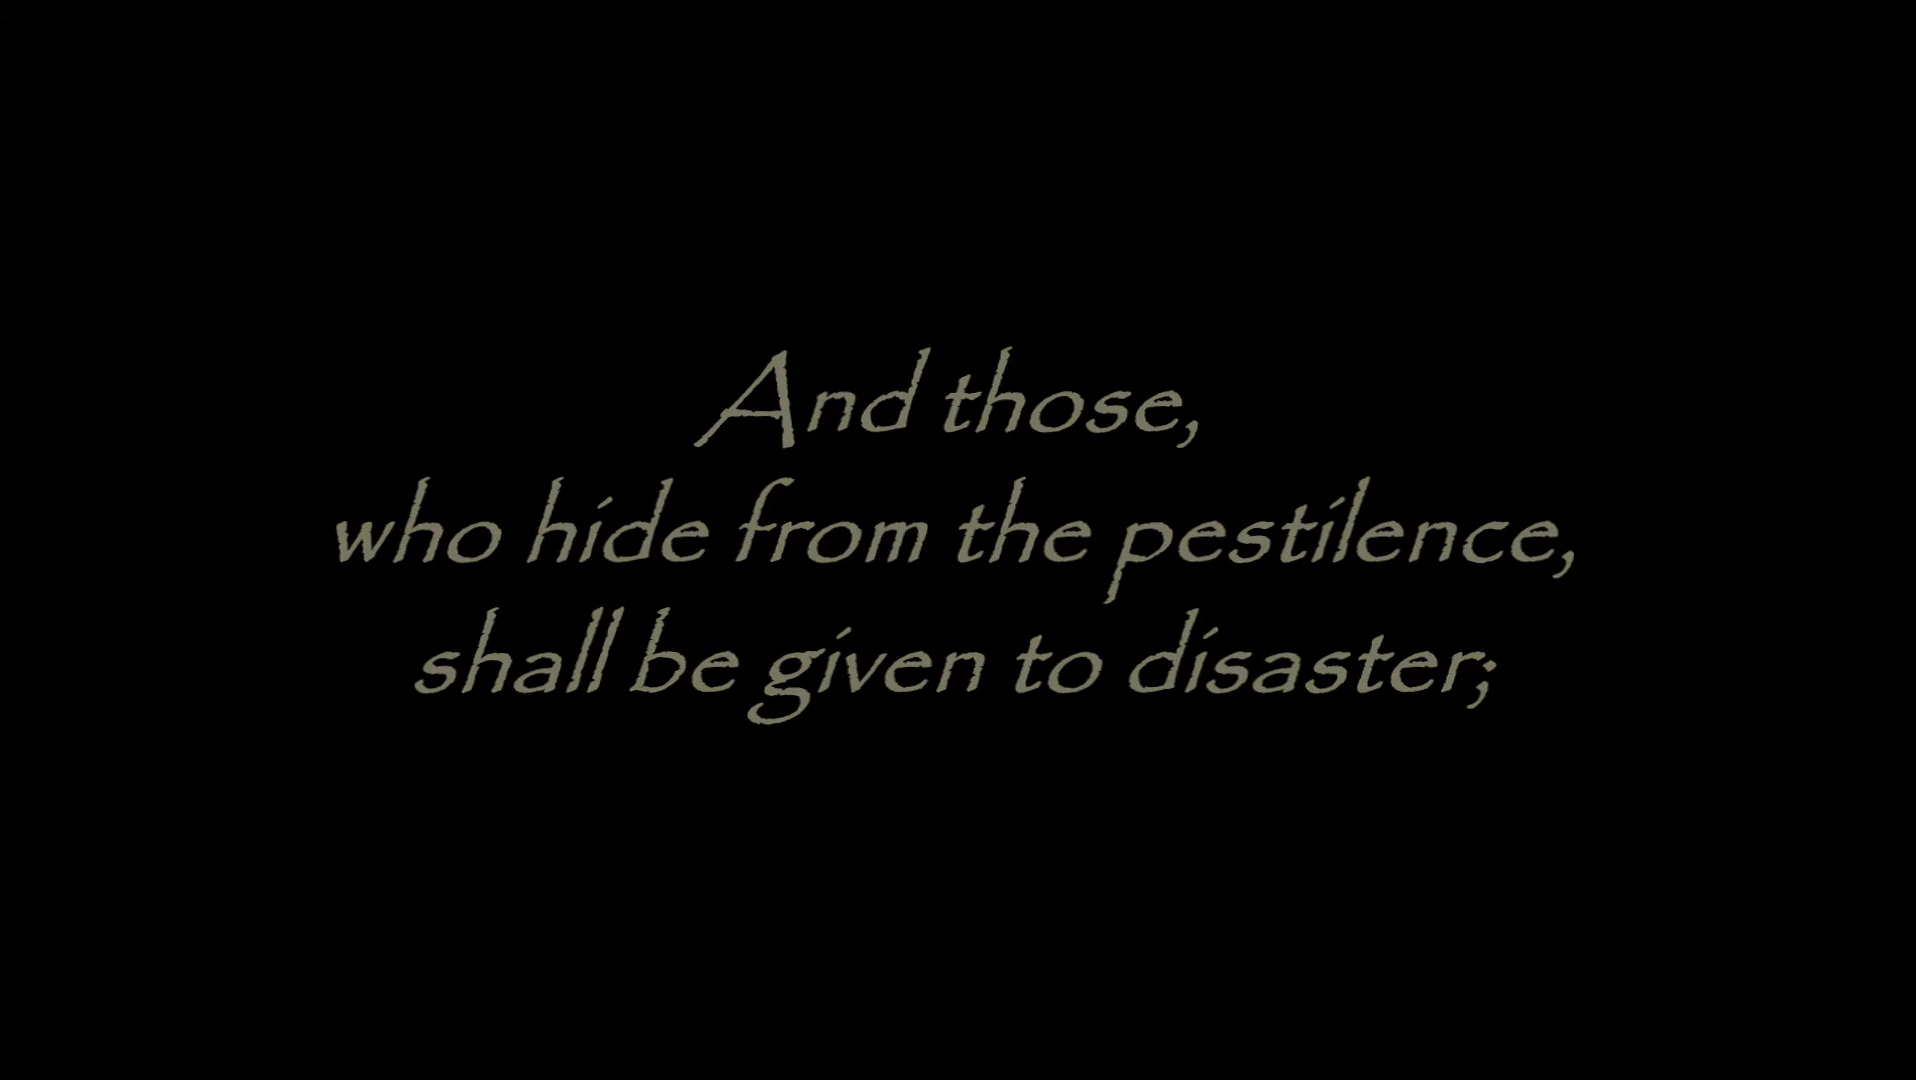 And those,
who hide from the pestilence,
shall be given to disaster;